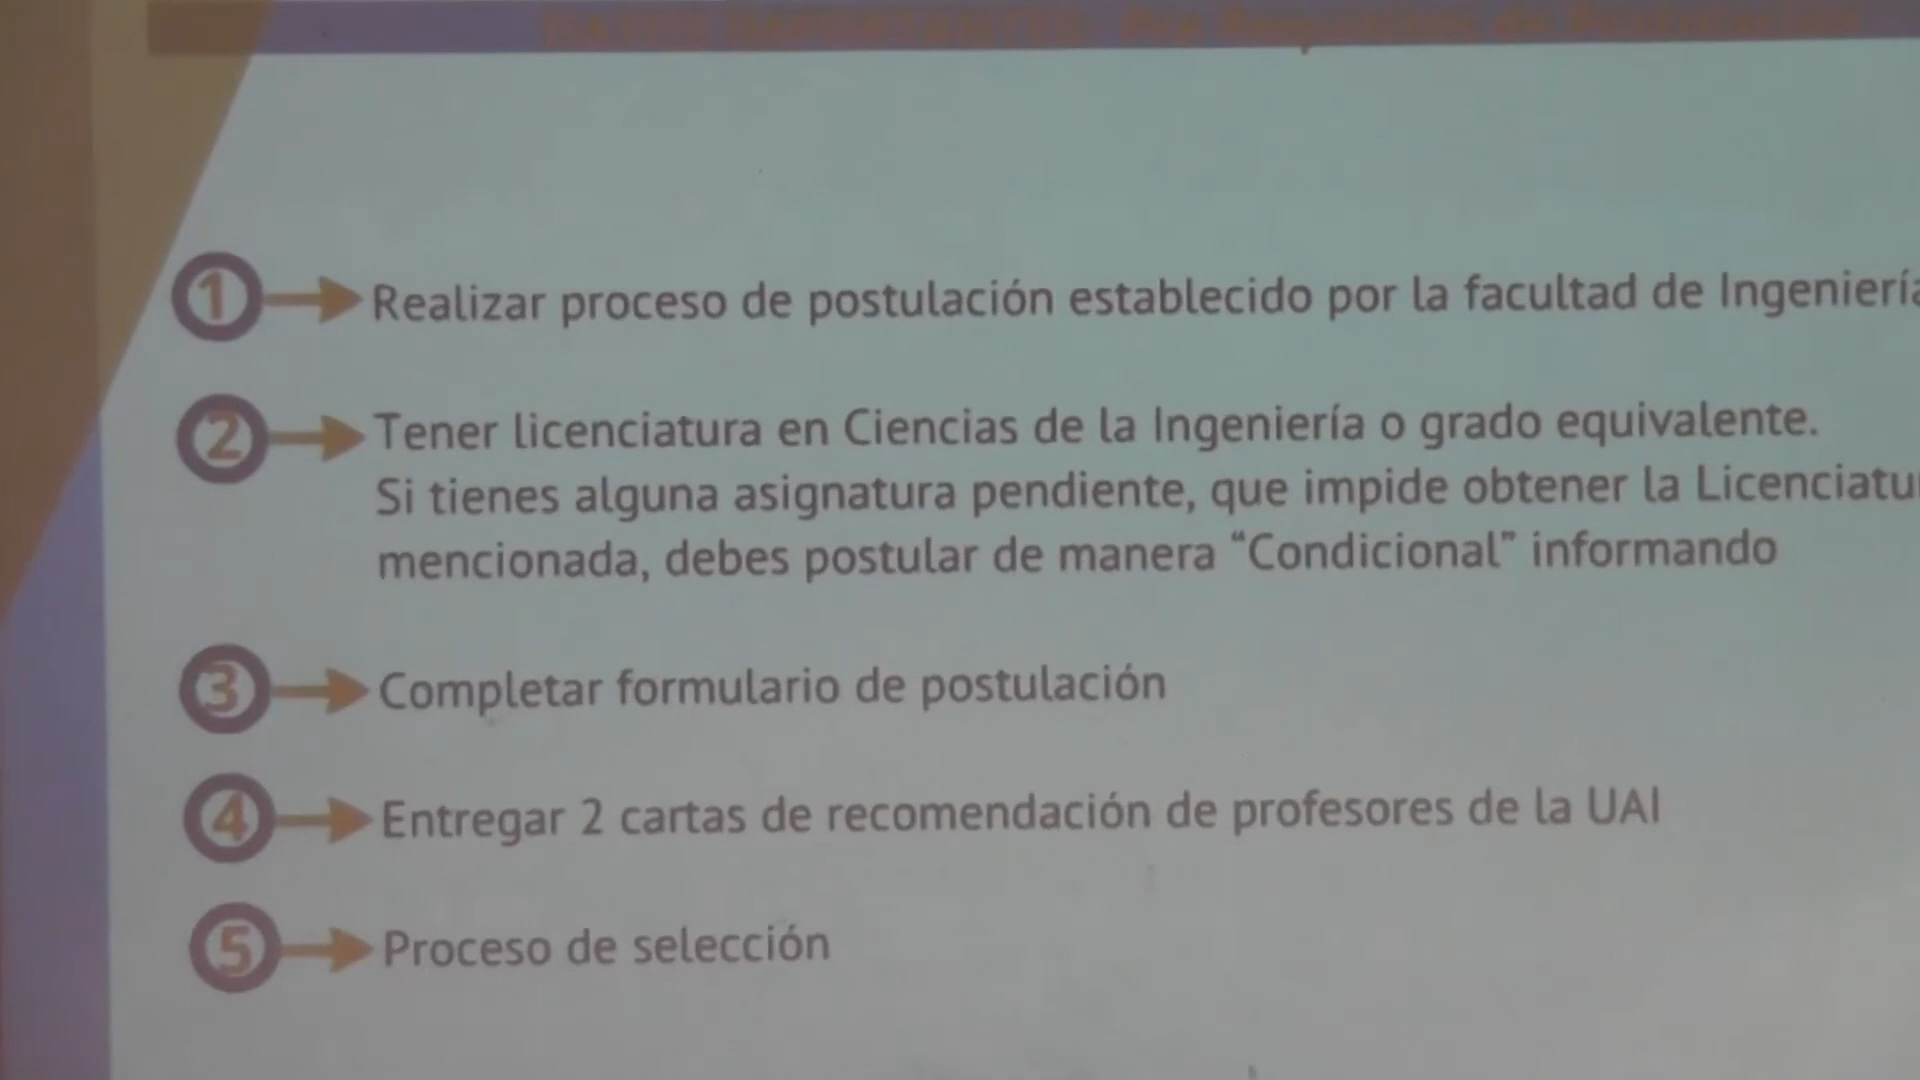 1 Realizar proceso de postulación establecido por la facultad de Ingeniería
2 Tener licenciatura en Ciencias de la Ingeniería o grado equivalente.
Si tienes alguna asignatura pendiente, que impide obtener la
mencionada, debes postular de manera “Condicional” informando
3 Completar formulario de postulación
4 Entregar 2 cartas de recomendación de profesores de la UAI
5 Proceso de selección